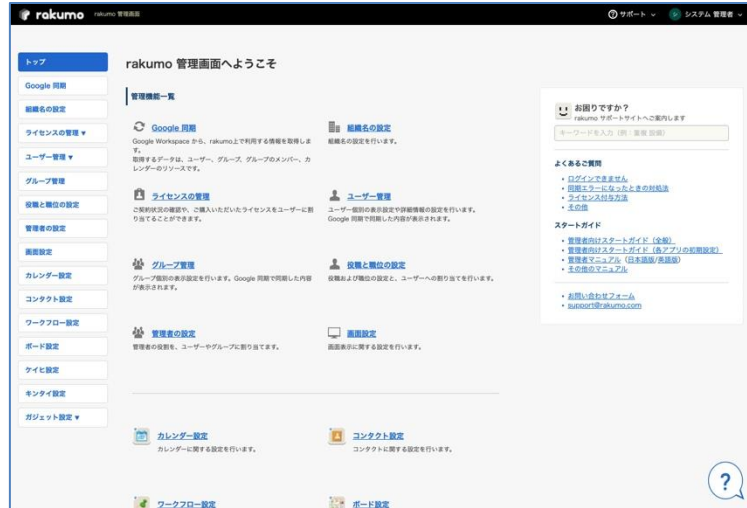 rakumo rakumo 管理画面
サポート
システム 管理者
トップ
Google 同期
組織名の設定
ライセンスの管理 ▼
ユーザー管理 ▼
グループ管理
役職と職位の設定
管理者の設定
画面設定
カレンダー設定
コンタクト設定
ワークフロー設定
ボード設定
ケイヒ設定
キンタイ設定
ガジェット設定 ▼
rakumo 管理画面へようこそ
管理機能一覧
Google 同期
Google Workspace から、rakumo上で利用する情報を取得しま
す。
取得するデータは、ユーザー、グループ、グループのメンバー、カ
レンダーのリソースです。
組織名の設定
組織名の設定を行います。
ライセンスの管理
ご契約状況の確認や、ご購入いただいたライセンスをユーザーに割
り当てることができます。
ユーザー管理
ユーザー個別の表示設定や詳細情報の設定を行います。
Google 同期で同期した内容が表示されます。
グループ管理
グループ個別の表示設定を行います。Google 同期で同期した内容
が表示されます。
役職と職位の設定
役職および職位の設定と、ユーザーへの割り当てを行います。
管理者の設定
管理者の役割を、ユーザーやグループに割り当てます。
画面設定
画面表示に関する設定を行います。
カレンダー設定
カレンダーに関する設定を行います。
コンタクト設定
コンタクトに関する設定を行います。
ワークフロー設定
ボード設定
お困りですか？
rakumo サポートサイトへご案内します
キーワードを入力（例：重複 設備）
よくあるご質問
ログインできません
同期エラーになったときの対処法
ライセンス付与方法
その他
スタートガイド
管理者向けスタートガイド（全般）
管理者向けスタートガイド（各アプリの初期設定）
管理者マニュアル（日本語版/英語版）
その他のマニュアル
お問い合わせフォーム
support@rakumo.com
?